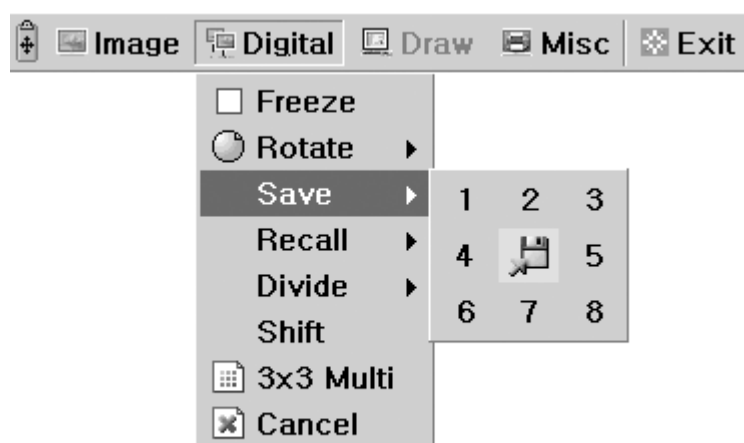 Image Digital Draw Misc Exit
Freeze
Rotate
Save
1 2 3
Recall
4 5
Divide
6 7 8
Shift
3x3 Multi
Cancel